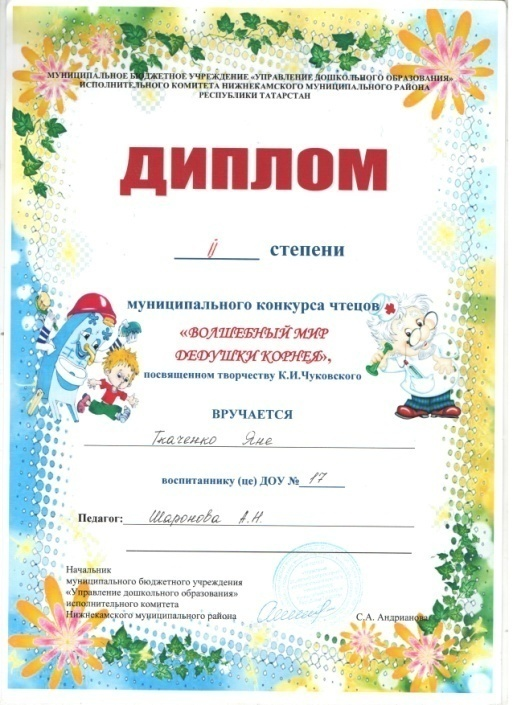 МУНИЦИПАЛЬНОЕ БЮДЖЕТНОЕ УЧРЕЖДЕНИЕ «УПРАВЛЕНИЕ ДОШКОЛЬНОГО ОБРАЗОВАНИЯ»
ИСПОЛНИТЕЛЬНОГО КОМИТЕТА НИЖНЕКАМСКОГО МУНИЦИПАЛЬНОГО РАЙОНА
РЕСПУБЛИКИ ТАТАРСТАН
ДИПЛОМ
ij степени
муниципального конкурса чтецов
«ВОЛШЕБНЫЙ МИР
ДЕДУШКИ КОРНЕЯ»,
посвященном творчеству К.И.Чуковского
ВРУЧАЕТСЯ
Ткаченко Яне
воспитаннику (це) ДОУ № 17
Педагог: Шаронова А.Н.
Начальник
муниципального бюджетного учреждения
«Управление дошкольного образования»
исполнительного комитета
Нижнекамского муниципального района С.А. Андрианова